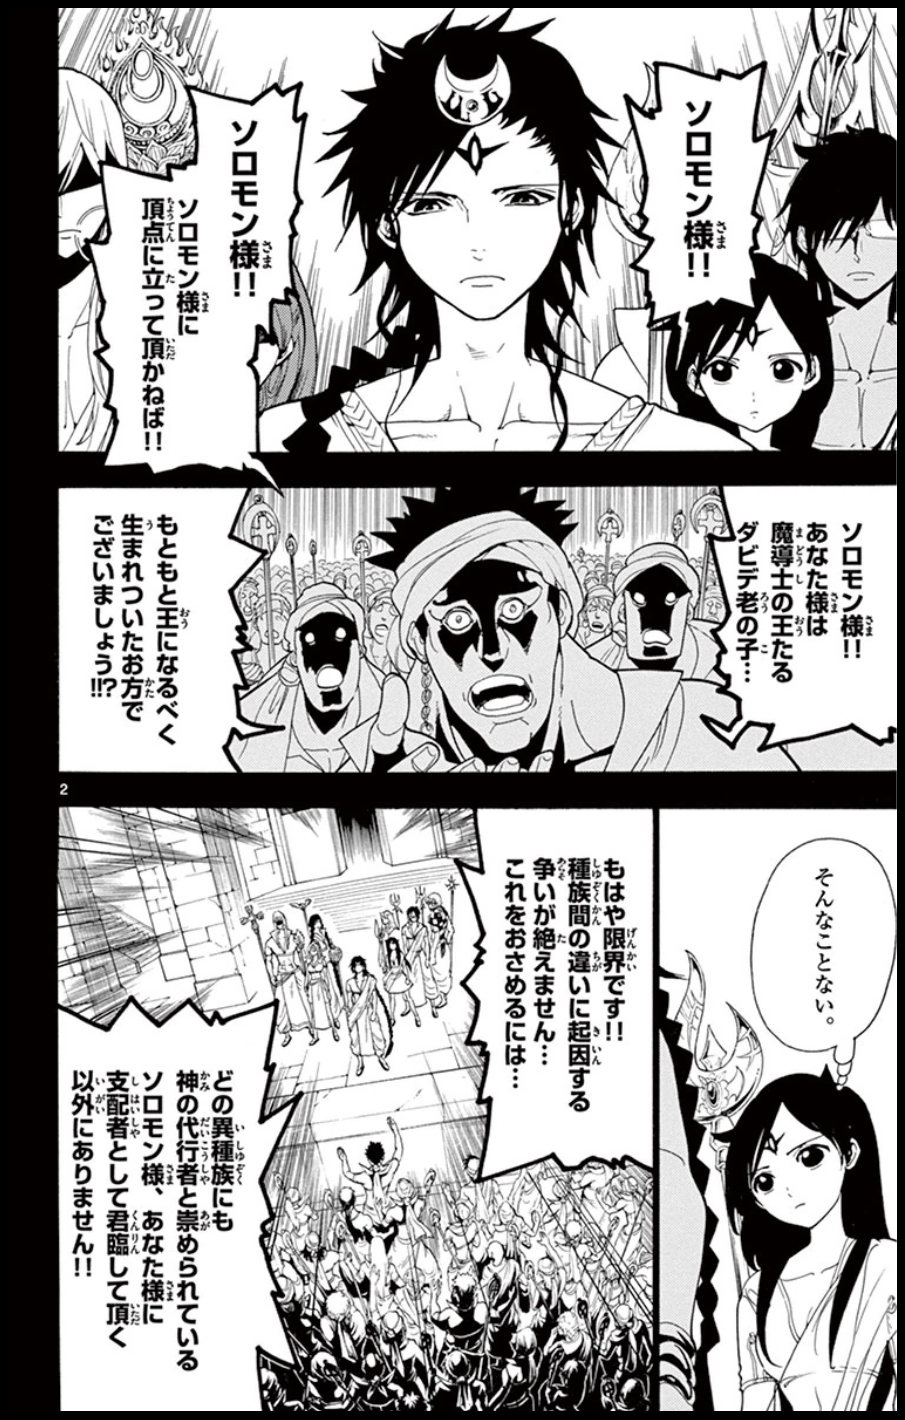 ソロモン様!!
ソロモン様!!
ソロモン様に
頂点に立って頂かねば!!
ソロモン様!!
あなた様は
魔導士の王たる
ダビデ老の子…
もともと王になるべく
生まれついたお方で
ございましょう!!?
そんなことない。
もはや限界です!!
種族間の違いに起因する
争いが絶えません…
これをおさめるには…
どの異種族にも
神の代行者と崇められている
ソロモン様、あなた様に
支配者として君臨して頂く
以外にありません!!
2